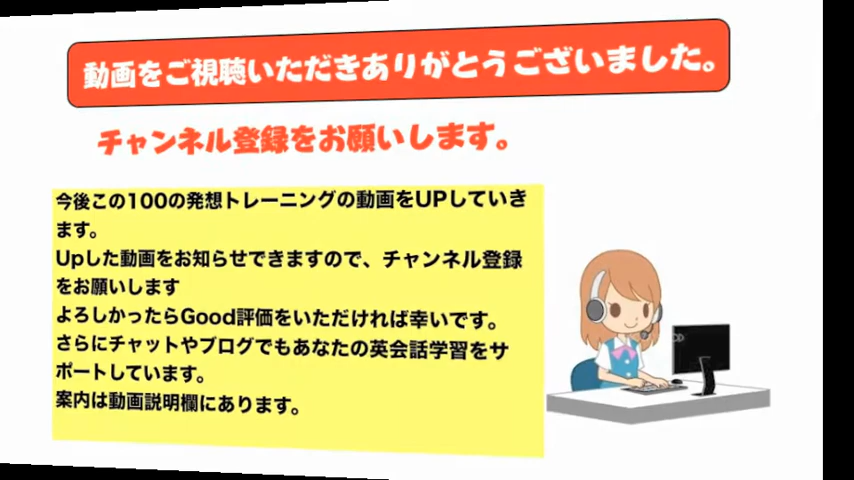 動画をご視聴いただきありがとうございました。
チャンネル登録をお願いします。
今後この100の発想トレーニングの動画をUPしていき
ます。
Upした動画をお知らせできますので、チャンネル登録
をお願いします
よろしかったらGood評価をいただければ幸いです。
さらにチャットやブログでもあなたの英会話学習をサ
ポートしています。
案内は動画説明欄にあります。